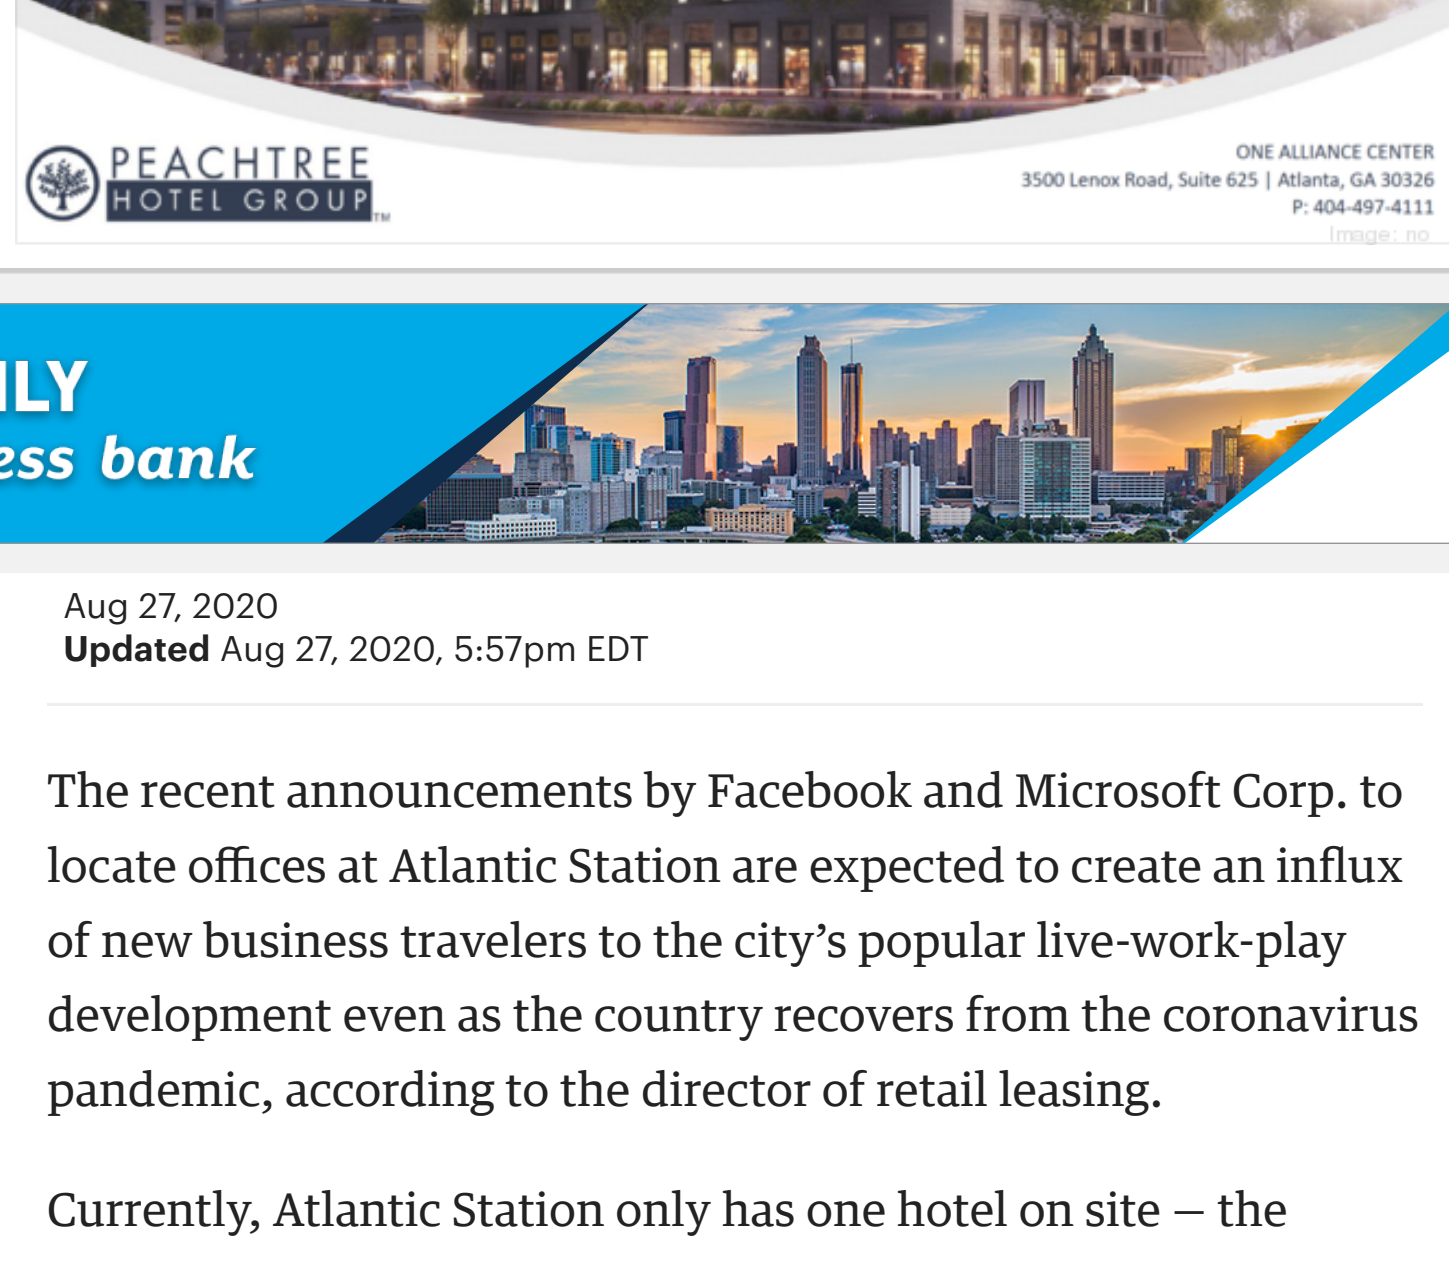 PEACHTREE
HOTEL GROUP™
ONE ALLIANCE CENTER
3500 Lenox Road, Suite 625 | Atlanta, GA 30326
P: 404-497-4111
Image: no
ILY
ess bank
Aug 27, 2020
Updated Aug 27, 2020, 5:57pm EDT
The recent announcements by Facebook and Microsoft Corp. to
locate offices at Atlantic Station are expected to create an influx
of new business travelers to the city’s popular live-work-play
development even as the country recovers from the coronavirus
pandemic, according to the director of retail leasing.
Currently, Atlantic Station only has one hotel on site — the